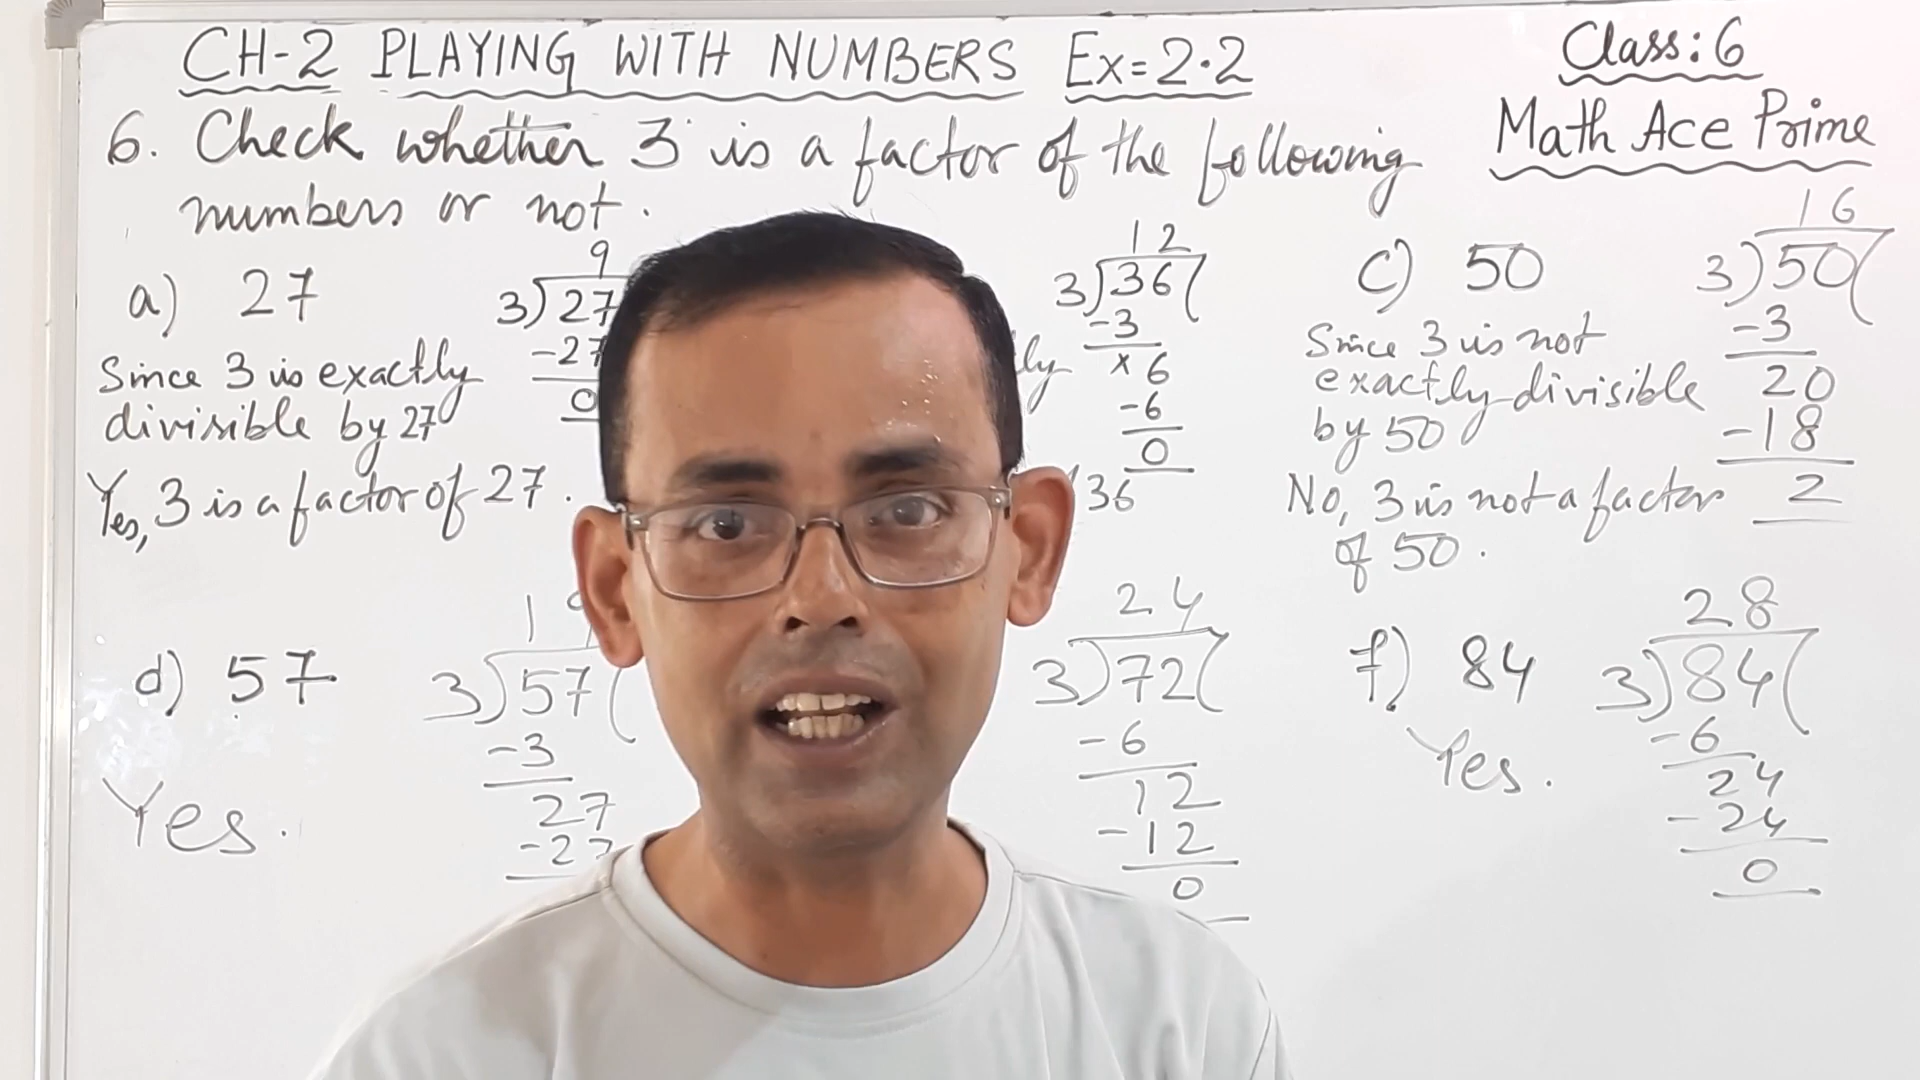 CH-2 PLAYING WITH NUMBERS Ex=2.2
Class: 6
Math Ace Prime
6. Check whether 3 is a factor of the following
numbers or not.
a) 27
9
3)27
-27
0
Since 3 is exactly
divisible by 27
Yes, 3 is a factor of 27.
12
3)36(
-3
x 6
-6
0
36
c) 50
16
3)50(
-3
20
-18
2
Since 3 is not
exactly divisible
by 50
No, 3 is not a factor
of 50.
d) 57
19
3)57(
-3
27
-27
Yes.
24
3)72(
-6
12
-12
0
f) 84
28
3)84(
-6
24
-24
0
Yes.